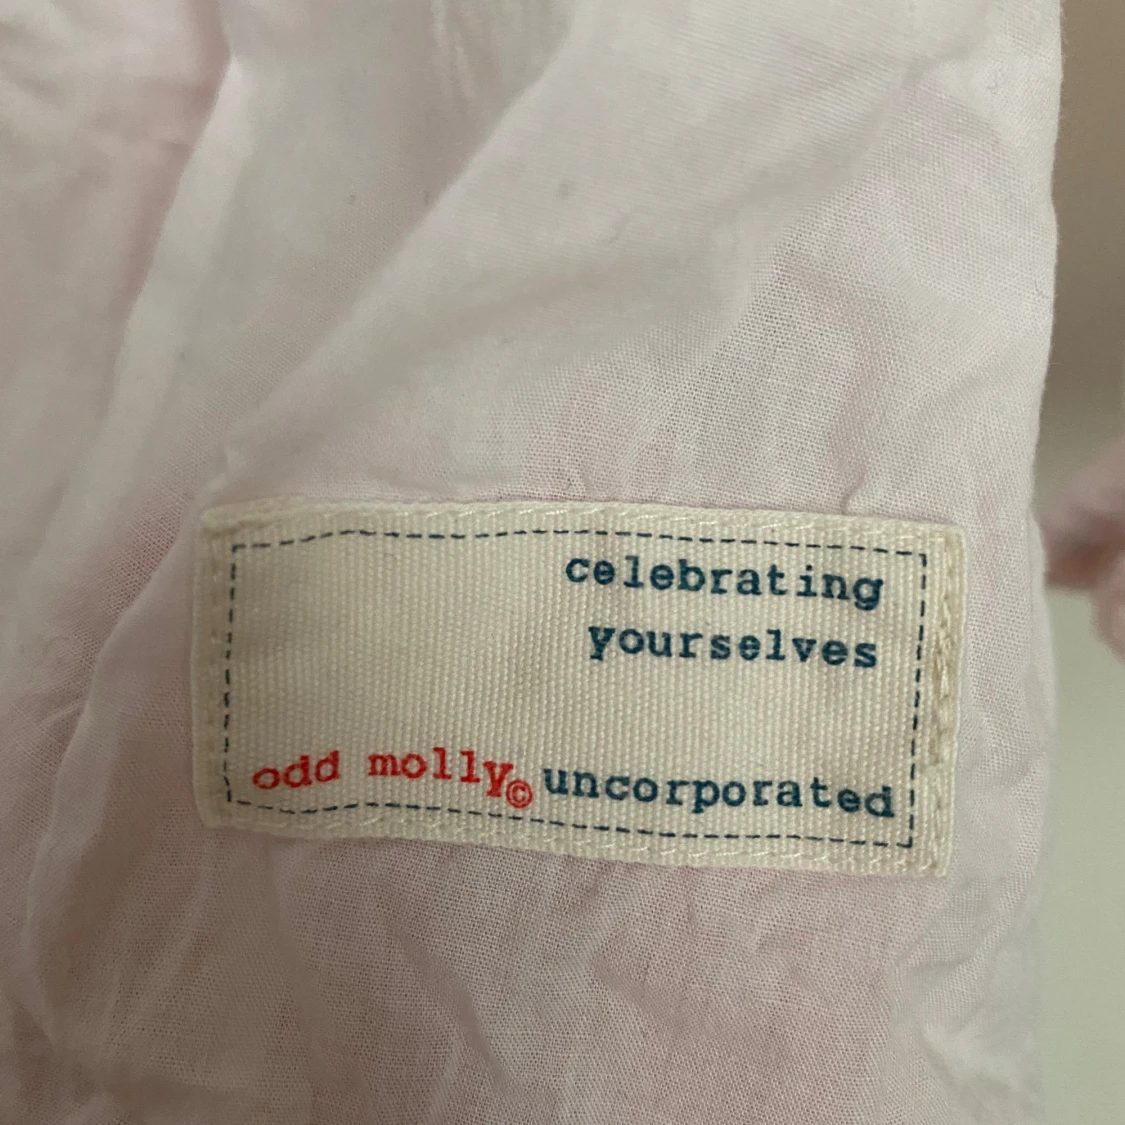 celebrating
yourselves
odd molly© uncorporated